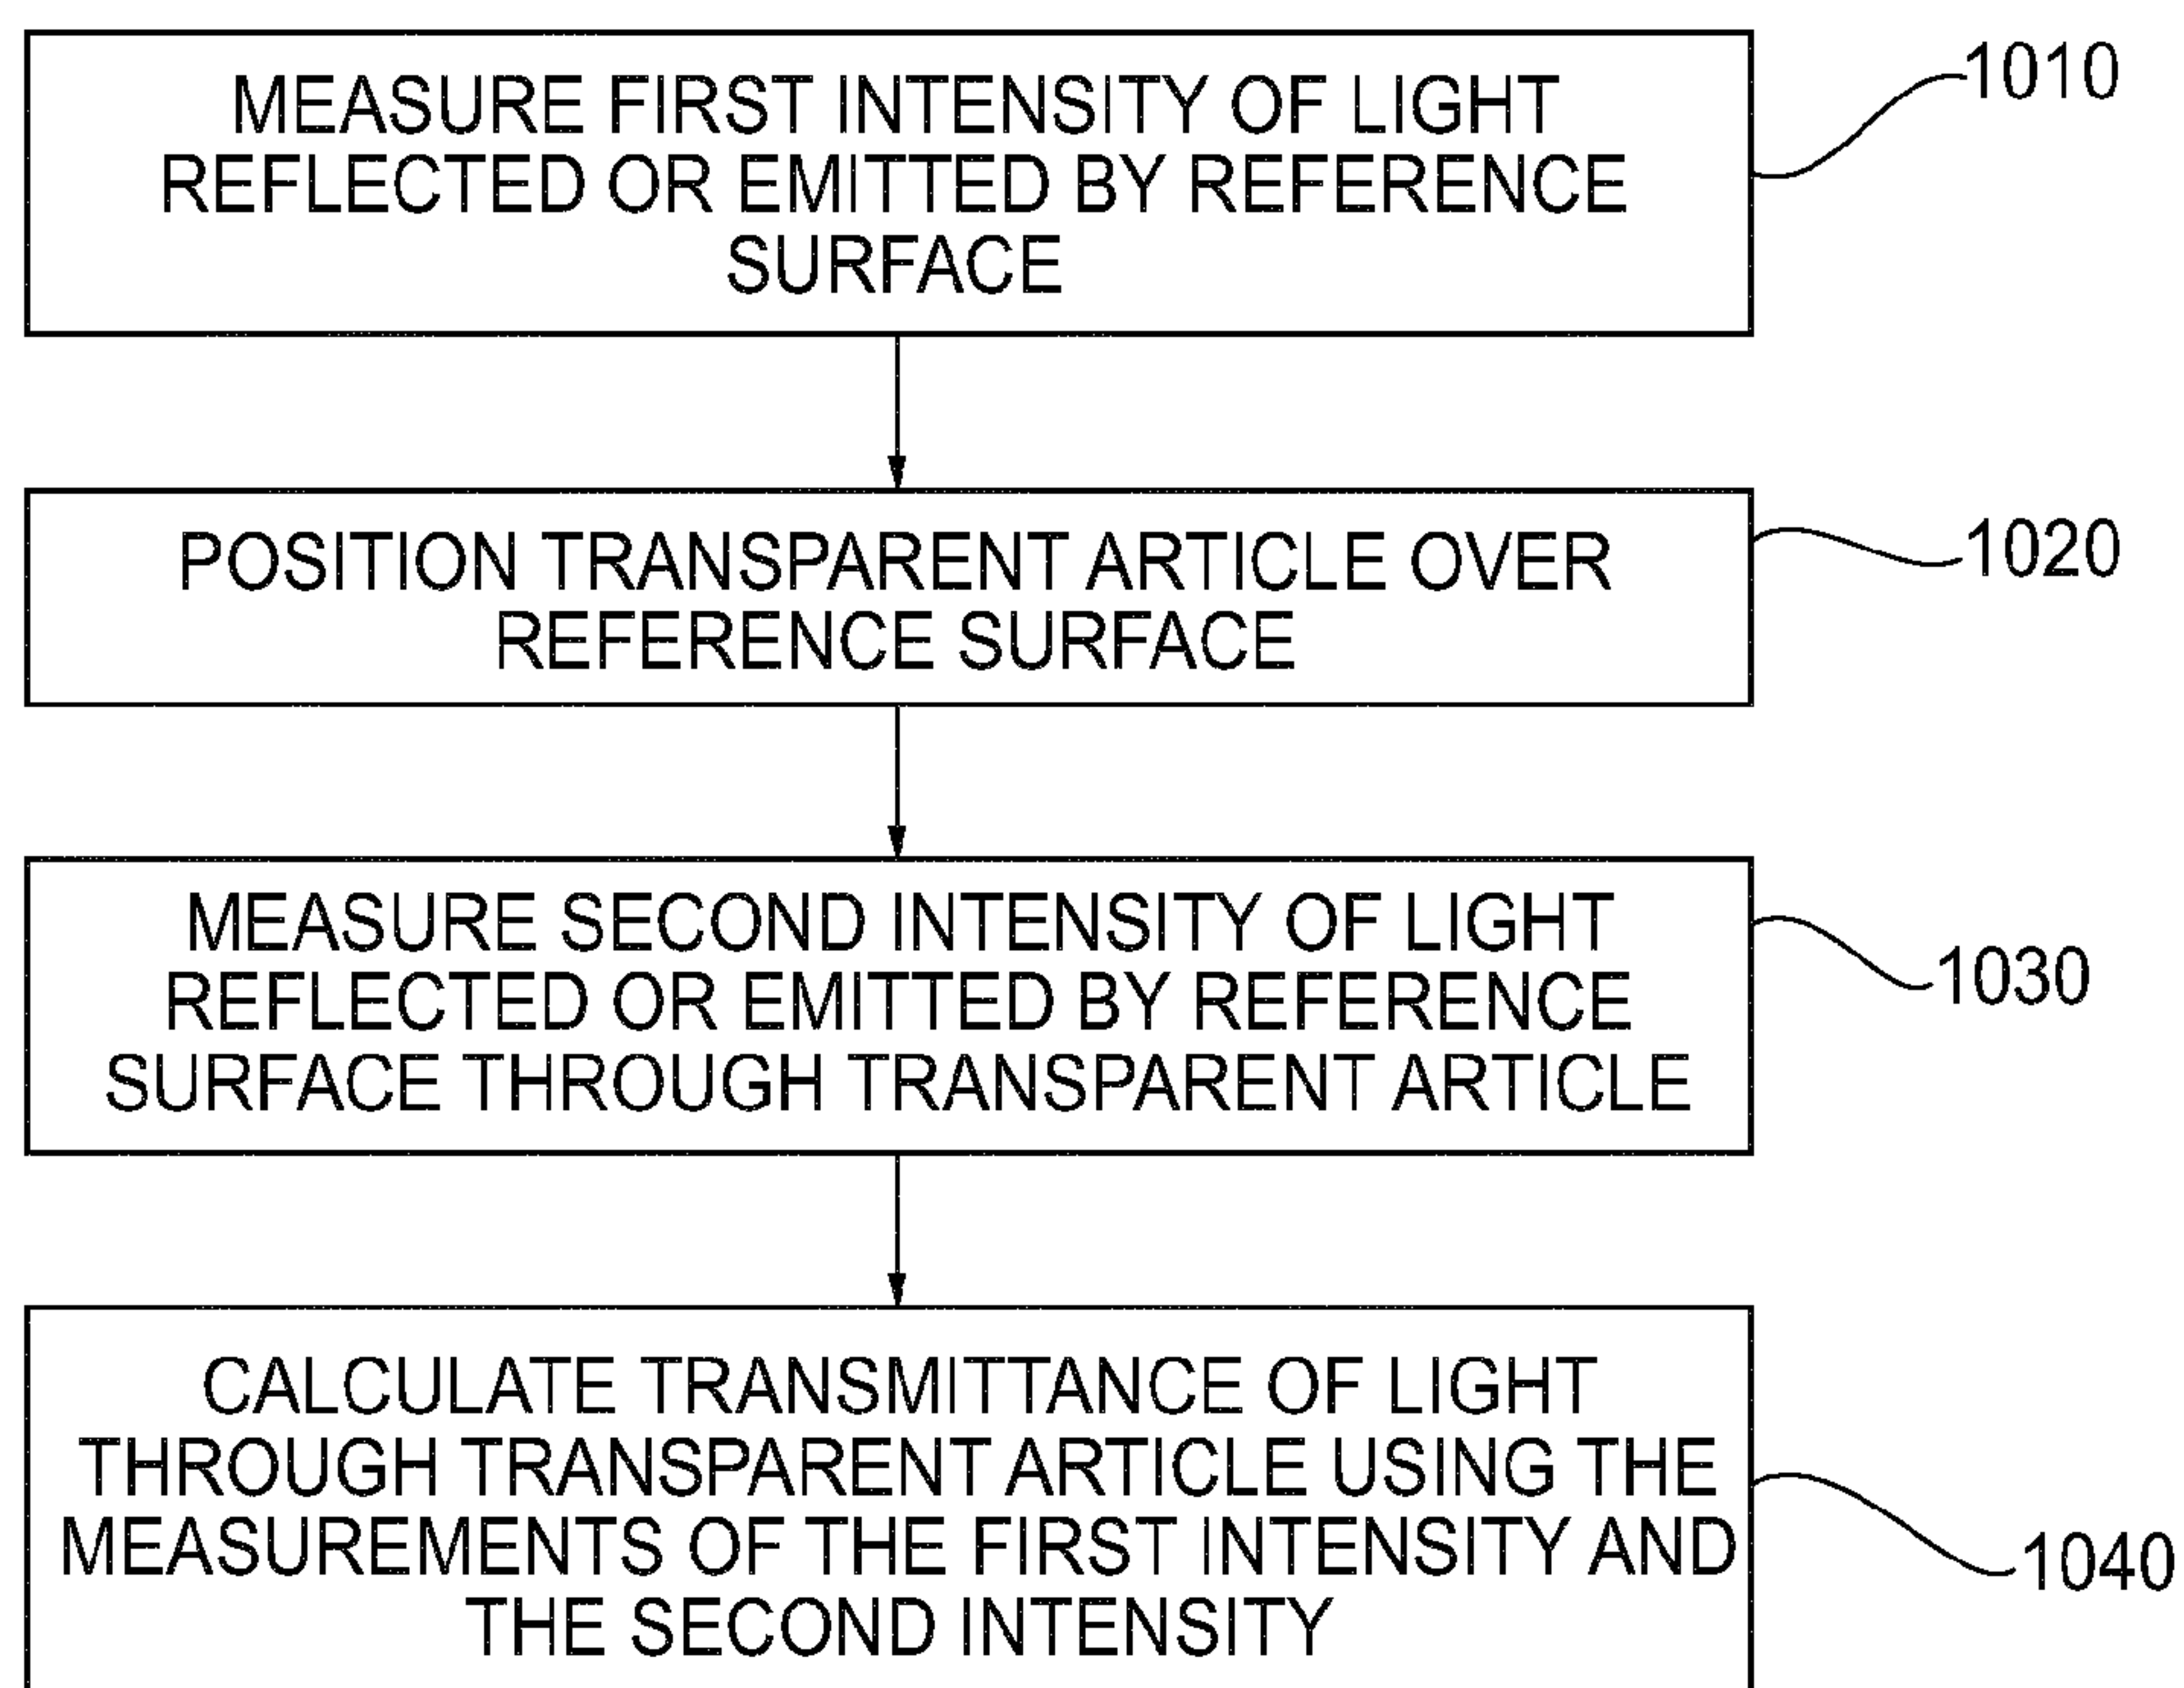 MEASURE FIRST INTENSITY OF LIGHT
REFLECTED OR EMITTED BY REFERENCE
SURFACE
1010
POSITION TRANSPARENT ARTICLE OVER
REFERENCE SURFACE
1020
MEASURE SECOND INTENSITY OF LIGHT
REFLECTED OR EMITTED BY REFERENCE
SURFACE THROUGH TRANSPARENT ARTICLE
1030
CALCULATE TRANSMITTANCE OF LIGHT
THROUGH TRANSPARENT ARTICLE USING THE
MEASUREMENTS OF THE FIRST INTENSITY AND
THE SECOND INTENSITY
1040